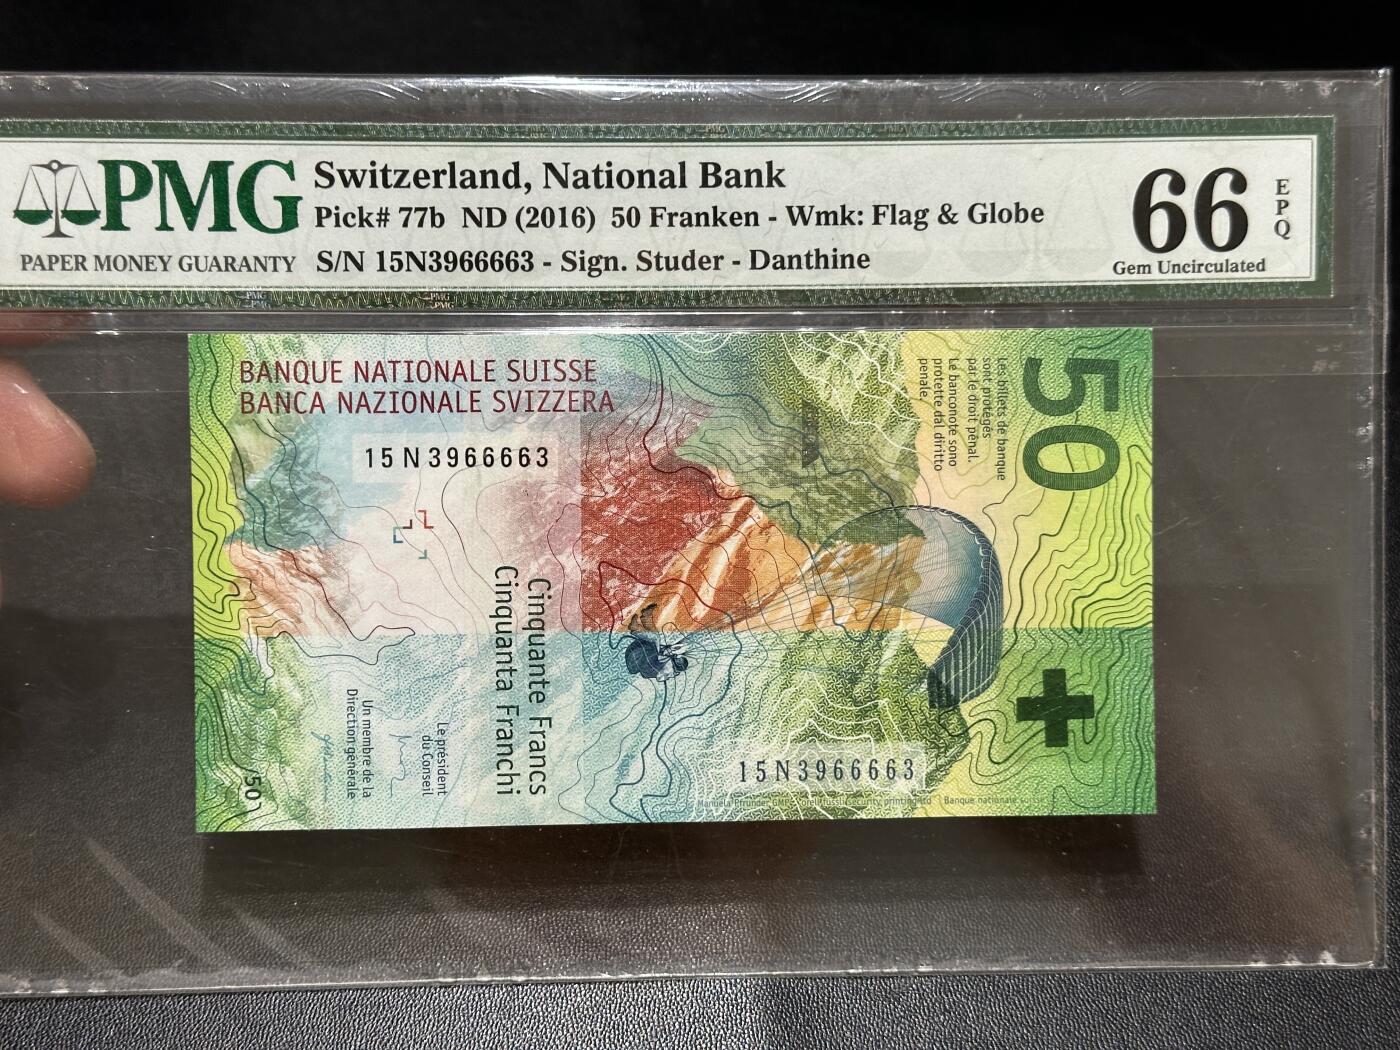 PMG
PAPER MONEY GUARANTY
Switzerland, National Bank
Pick# 77b ND (2016) 50 Franken - Wmk: Flag & Globe
S/N 15N3966663 - Sign. Studer - Danthine
66
EPQ
Gem Uncirculated
BANQUE NATIONALE SUISSE
BANCA NAZIONALE SVIZZERA
15N3966663
Les billets de banque
sont protégés
par le droit pénal.
Le banconote sono
protette dal diritto
penale.
50
Cinquante Francs
Cinquanta Franchi
Le président
du Conseil
Un membre de la
Direction générale
50
15N3966663
Banque nationale suisse